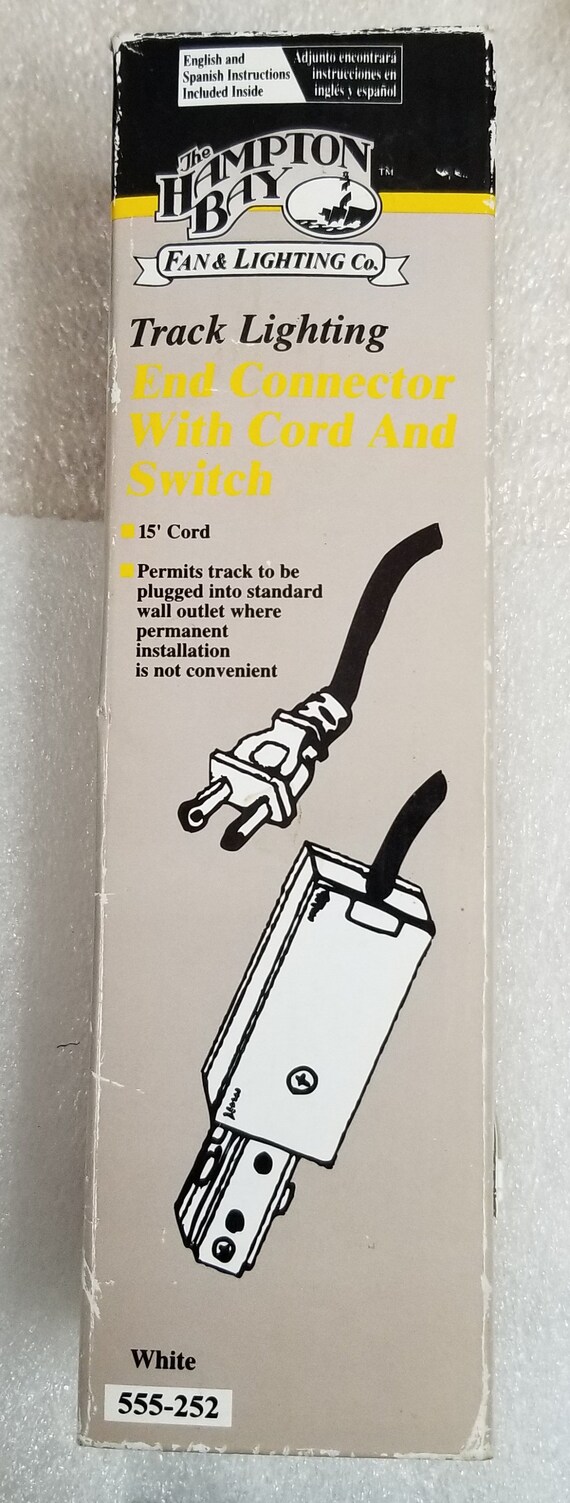 English and
Spanish Instructions
Included Inside
Adjunto encontrará
instrucciones en
inglés y español
The
HAMPTON
BAY
TM
FAN & LIGHTING CO.
Track Lighting
End Connector
With Cord And
Switch
15' Cord
Permits track to be
plugged into standard
wall outlet where
permanent
installation
is not convenient
White
555-252